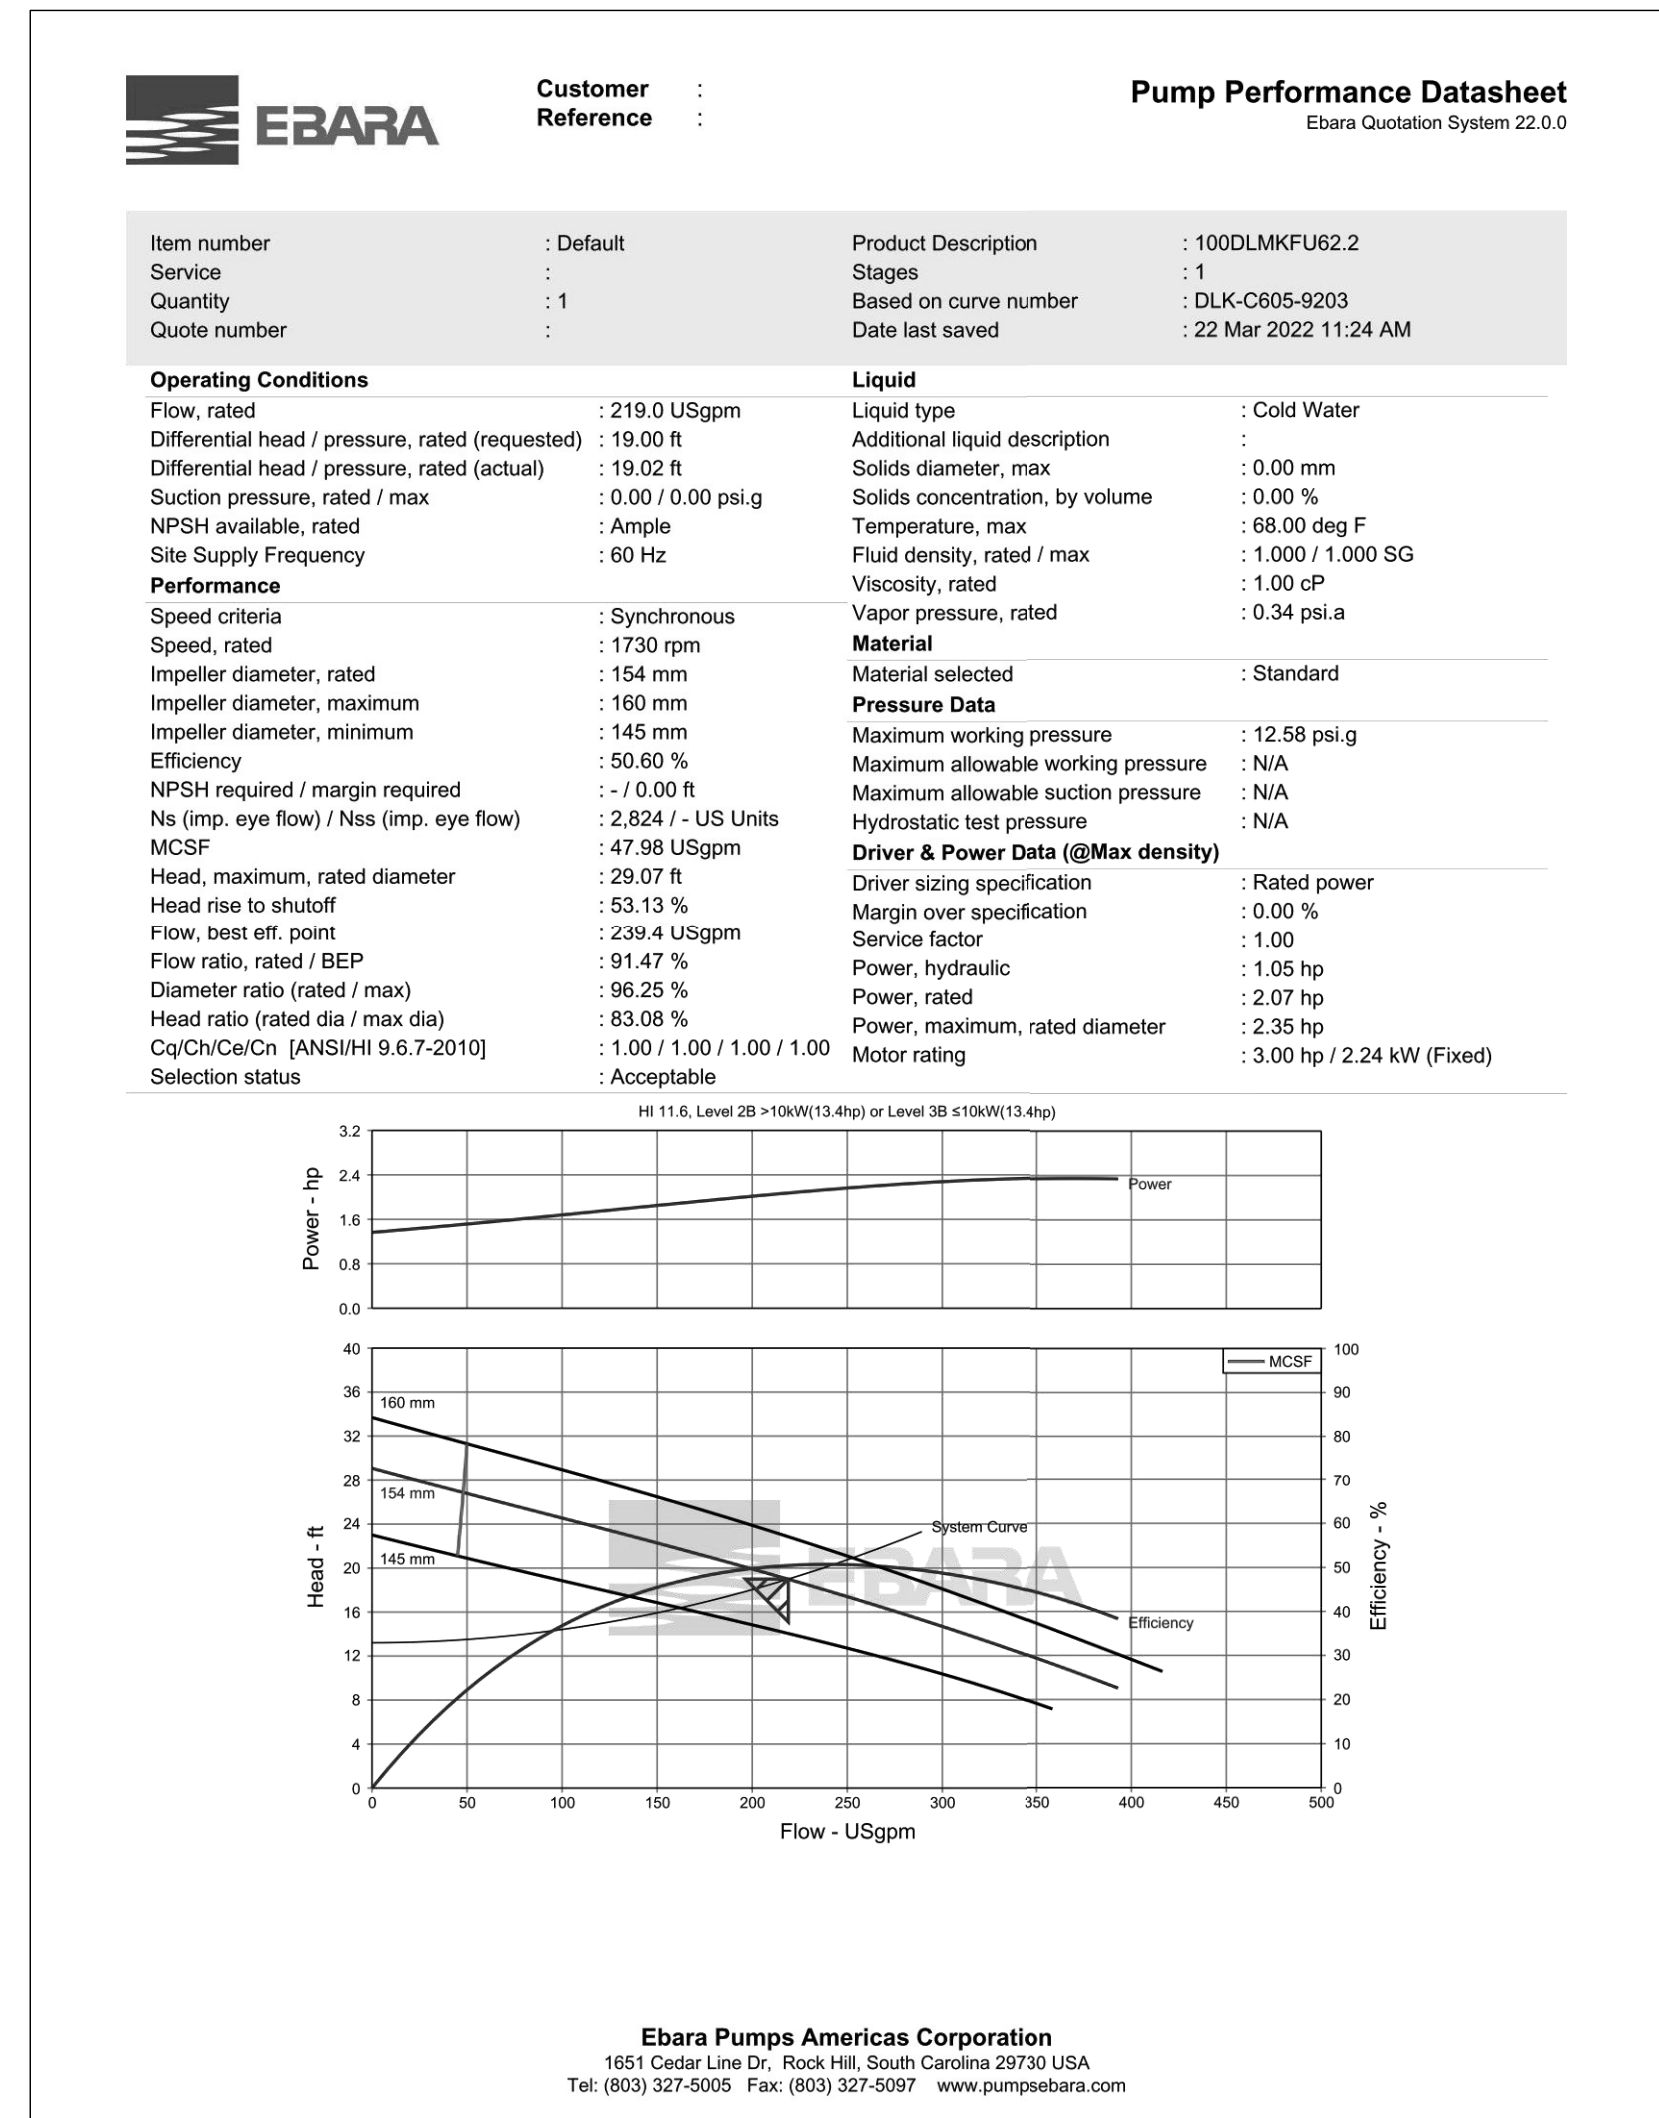 EBARA
Customer :
Reference :
Pump Performance Datasheet
Ebara Quotation System 22.0.0
Item number : Default
Service :
Quantity : 1
Quote number :
Product Description : 100DLMKFU62.2
Stages : 1
Based on curve number : DLK-C605-9203
Date last saved : 22 Mar 2022 11:24 AM
Operating Conditions
Flow, rated : 219.0 USgpm
Differential head / pressure, rated (requested) : 19.00 ft
Differential head / pressure, rated (actual) : 19.02 ft
Suction pressure, rated / max : 0.00 / 0.00 psi.g
NPSH available, rated : Ample
Site Supply Frequency : 60 Hz
Performance
Speed criteria : Synchronous
Speed, rated : 1730 rpm
Impeller diameter, rated : 154 mm
Impeller diameter, maximum : 160 mm
Impeller diameter, minimum : 145 mm
Efficiency : 50.60 %
NPSH required / margin required : - / 0.00 ft
Ns (imp. eye flow) / Nss (imp. eye flow) : 2,824 / - US Units
MCSF : 47.98 USgpm
Head, maximum, rated diameter : 29.07 ft
Head rise to shutoff : 53.13 %
Flow, best eff. point : 239.4 USgpm
Flow ratio, rated / BEP : 91.47 %
Diameter ratio (rated / max) : 96.25 %
Head ratio (rated dia / max dia) : 83.08 %
Cq/Ch/Ce/Cn [ANSI/HI 9.6.7-2010] : 1.00 / 1.00 / 1.00 / 1.00
Selection status : Acceptable
Liquid
Liquid type : Cold Water
Additional liquid description :
Solids diameter, max : 0.00 mm
Solids concentration, by volume : 0.00 %
Temperature, max : 68.00 deg F
Fluid density, rated / max : 1.000 / 1.000 SG
Viscosity, rated : 1.00 cP
Vapor pressure, rated : 0.34 psi.a
Material
Material selected : Standard
Pressure Data
Maximum working pressure : 12.58 psi.g
Maximum allowable working pressure : N/A
Maximum allowable suction pressure : N/A
Hydrostatic test pressure : N/A
Driver & Power Data (@Max density)
Driver sizing specification : Rated power
Margin over specification : 0.00 %
Service factor : 1.00
Power, hydraulic : 1.05 hp
Power, rated : 2.07 hp
Power, maximum, rated diameter : 2.35 hp
Motor rating : 3.00 hp / 2.24 kW (Fixed)
HI 11.6, Level 2B >10kW(13.4hp) or Level 3B ≤10kW(13.4hp)
Power - hp
3.2
2.4
1.6
0.8
0.0
Power
Head - ft
40
36
32
28
24
20
16
12
8
4
0
160 mm
154 mm
145 mm
MCSF
System Curve
EBARA
Efficiency
100
90
80
70
60
50
40
30
20
10
0
Efficiency - %
0 50 100 150 200 250 300 350 400 450 500
Flow - USgpm
Ebara Pumps Americas Corporation
1651 Cedar Line Dr, Rock Hill, South Carolina 29730 USA
Tel: (803) 327-5005 Fax: (803) 327-5097 www.pumpsebara.com